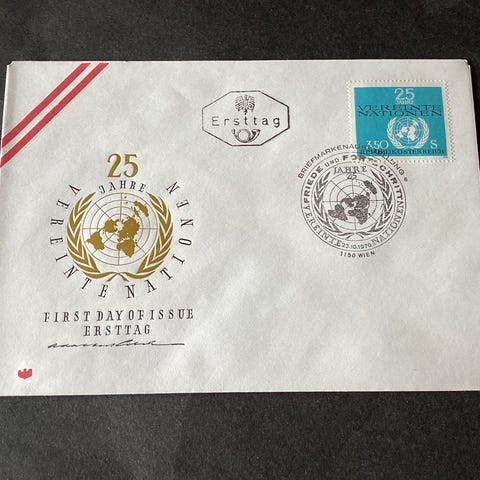 Ersttag
25
JAHRE
VEREINTE
NATIONEN
3.50 S
REPUBLIK ÖSTERREICH
FRIEDE UND FORTSCHRITT
25 JAHRE
VEREINTE NATIONEN
23.10.1970
1150 WIEN
25
JAHRE
VEREINTE NATIONEN
FIRST DAY OF ISSUE
ERSTTAG